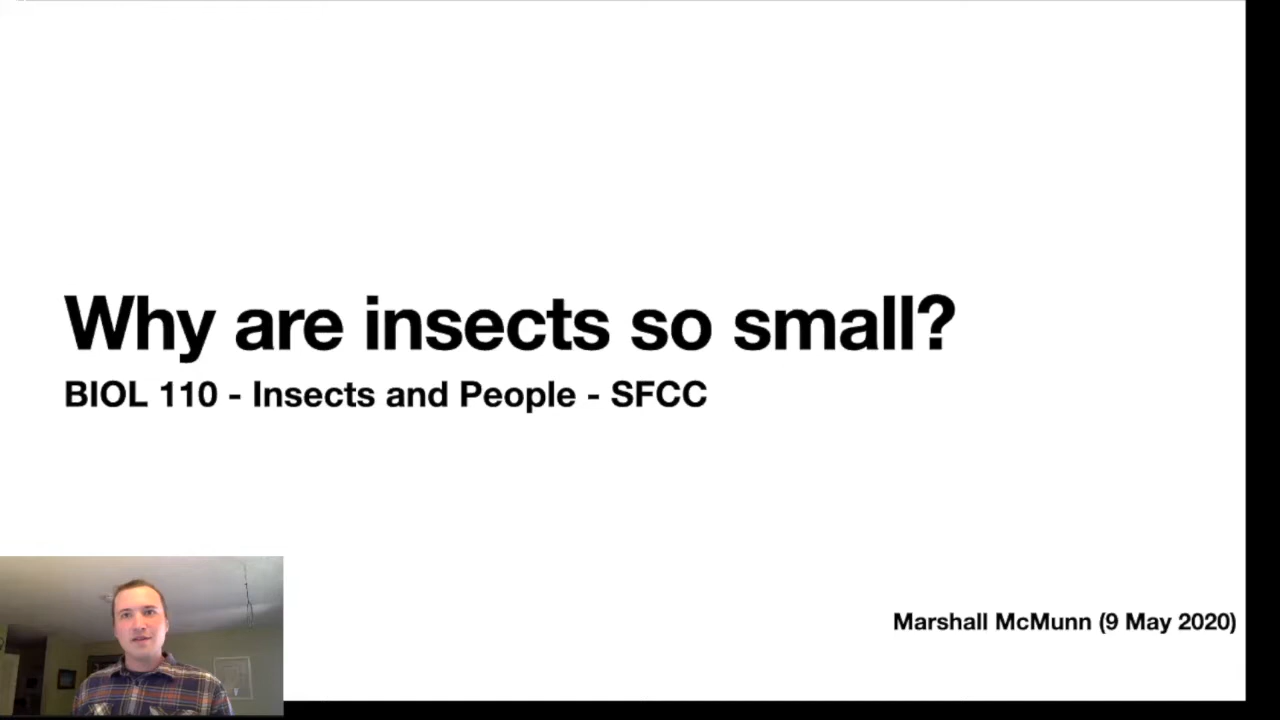 Why are insects so small?
BIOL 110 - Insects and People - SFCC
Marshall McMunn (9 May 2020)